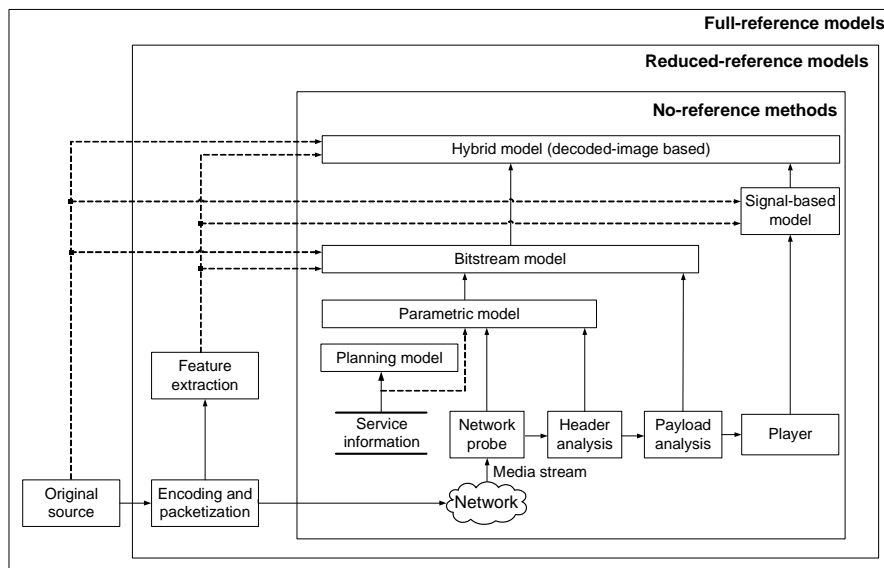 Full-reference models
Reduced-reference models
No-reference methods
Hybrid model (decoded-image based)
Signal-based
model
Bitstream model
Parametric model
Planning model
Feature
extraction
Service
information
Network
probe
Header
analysis
Payload
analysis
Player
Media stream
Original
source
Encoding and
packetization
Network